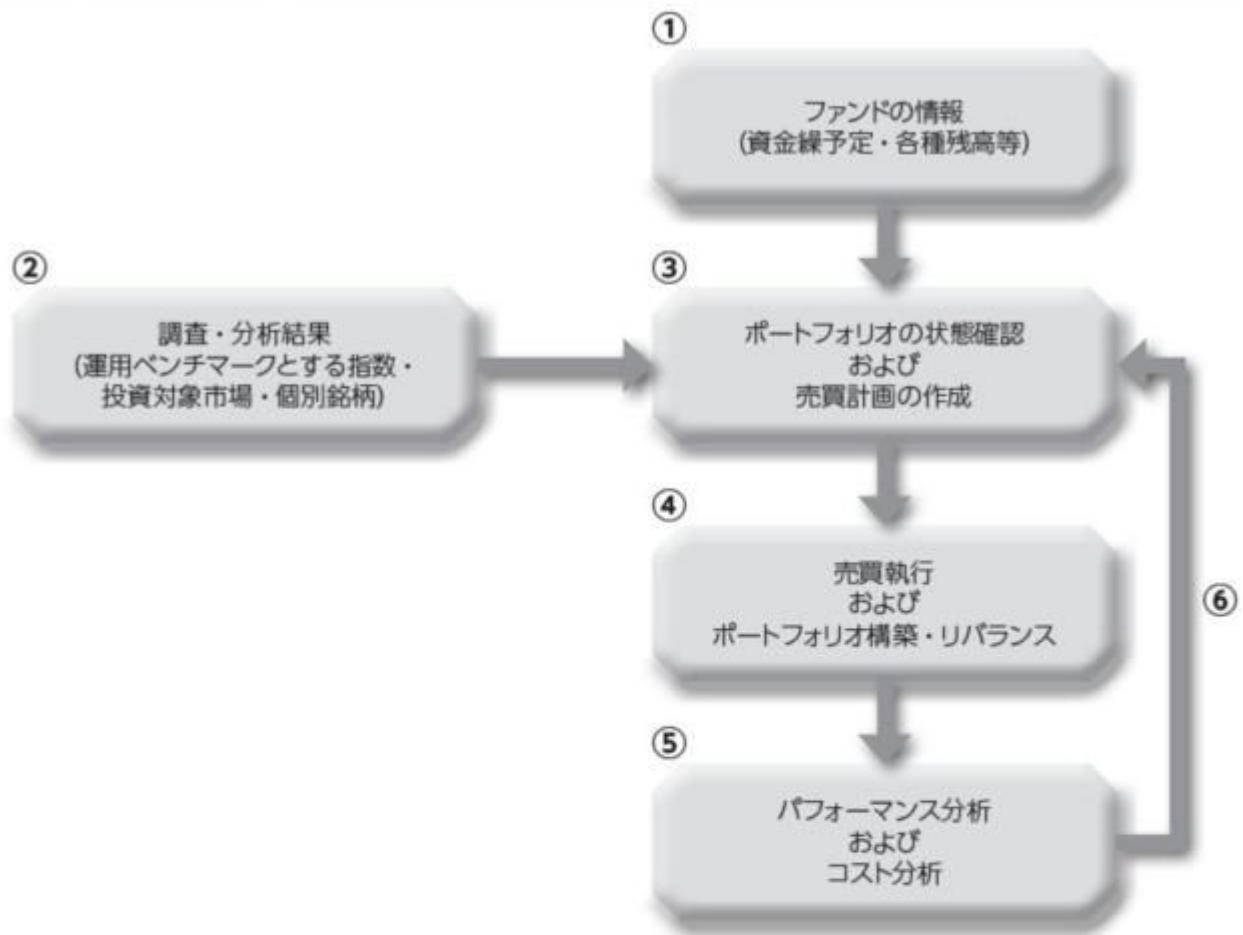 ①
ファンドの情報
(資金繰予定・各種残高等)
②
調査・分析結果
(運用ベンチマークとする指数・
投資対象市場・個別銘柄)
③
ポートフォリオの状態確認
および
売買計画の作成
④
売買執行
および
ポートフォリオ構築・リバランス
⑥
⑤
パフォーマンス分析
および
コスト分析